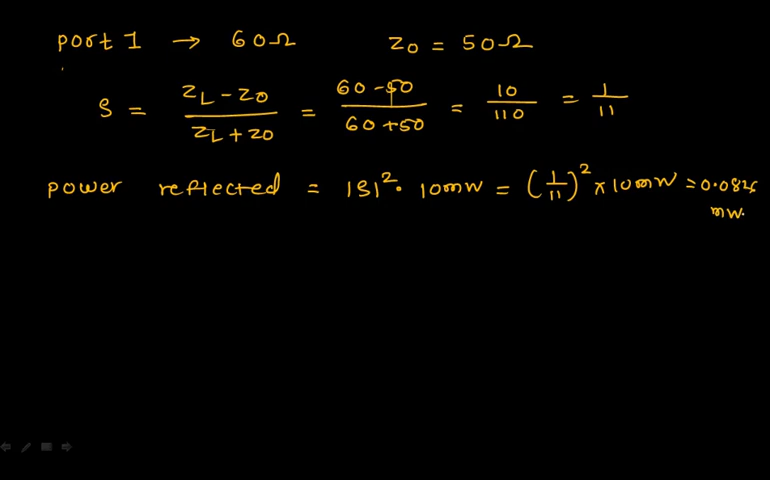 port 1 → 60Ω Z0 = 50Ω
S = (ZL - Z0)/(ZL + Z0) = (60 - 50)/(60 + 50) = 10/110 = 1/11
power reflected = |S|² · 10mW = (1/11)² × 10mW = 0.0826
mW.